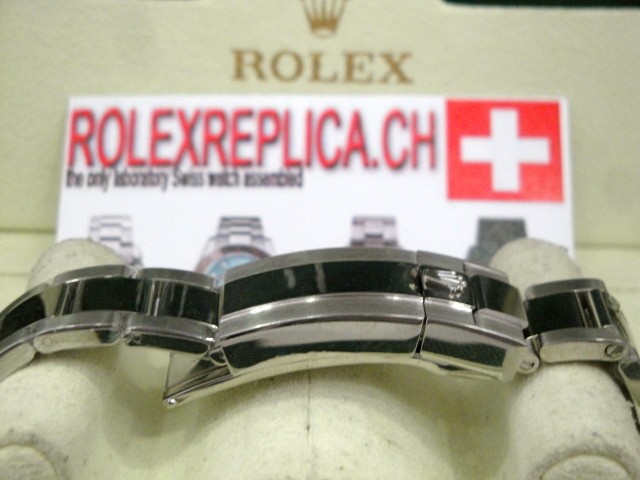 ROLEX
ROLEXREPLICA.CH
the only laboratory Swiss watch assembled